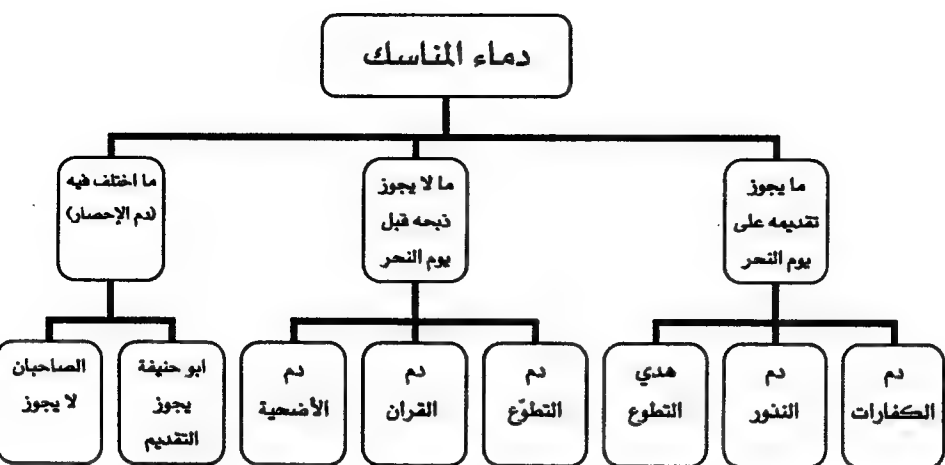 دماء المناسك
ما يجوز
تقديمه على
يوم النحر
ما لا يجوز
ذبحه قبل
يوم النحر
ما اختلف فيه
(دم الإحصار)
دم
الكفارات
دم
النذور
هدي
التطوع
دم
التطوّع
دم
القران
دم
الأضحية
ابو حنيفة
يجوز
التقديم
الصاحبان
لا يجوز